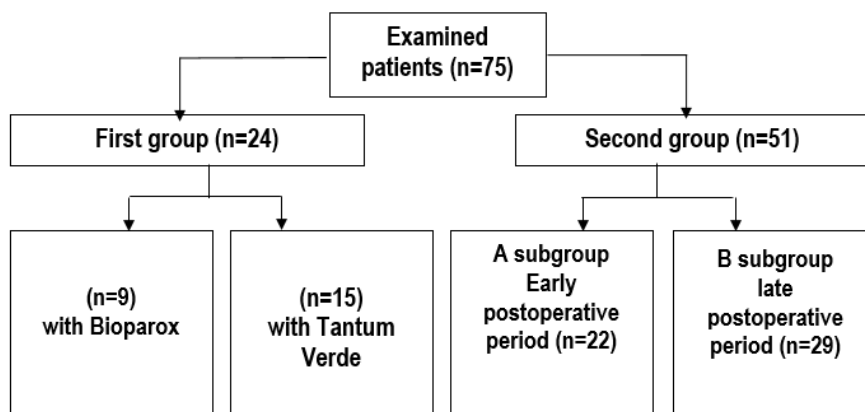 Examined
patients (n=75)
First group (n=24)
Second group (n=51)
(n=9)
with Bioparox
(n=15)
with Tantum
Verde
A subgroup
Early
postoperative
period (n=22)
B subgroup
late
postoperative
period (n=29)